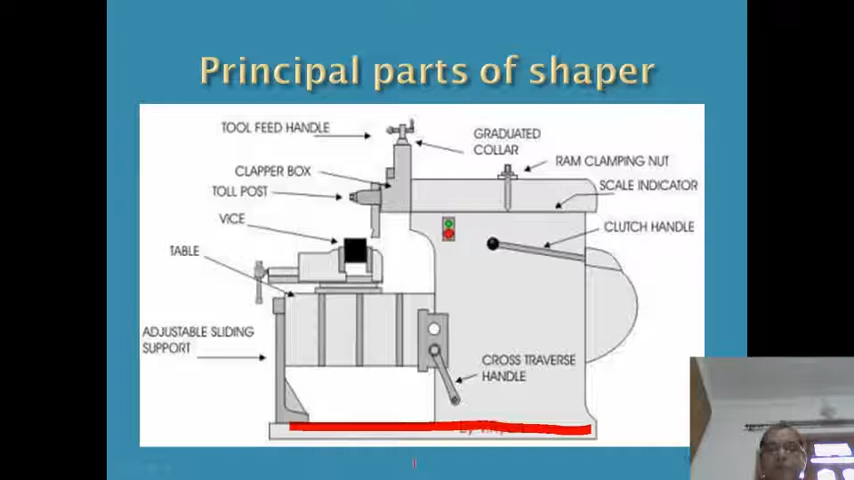 Principal parts of shaper
TOOL FEED HANDLE
GRADUATED
COLLAR
RAM CLAMPING NUT
CLAPPER BOX
SCALE INDICATOR
TOLL POST
VICE
CLUTCH HANDLE
TABLE
ADJUSTABLE SLIDING
SUPPORT
CROSS TRAVERSE
HANDLE